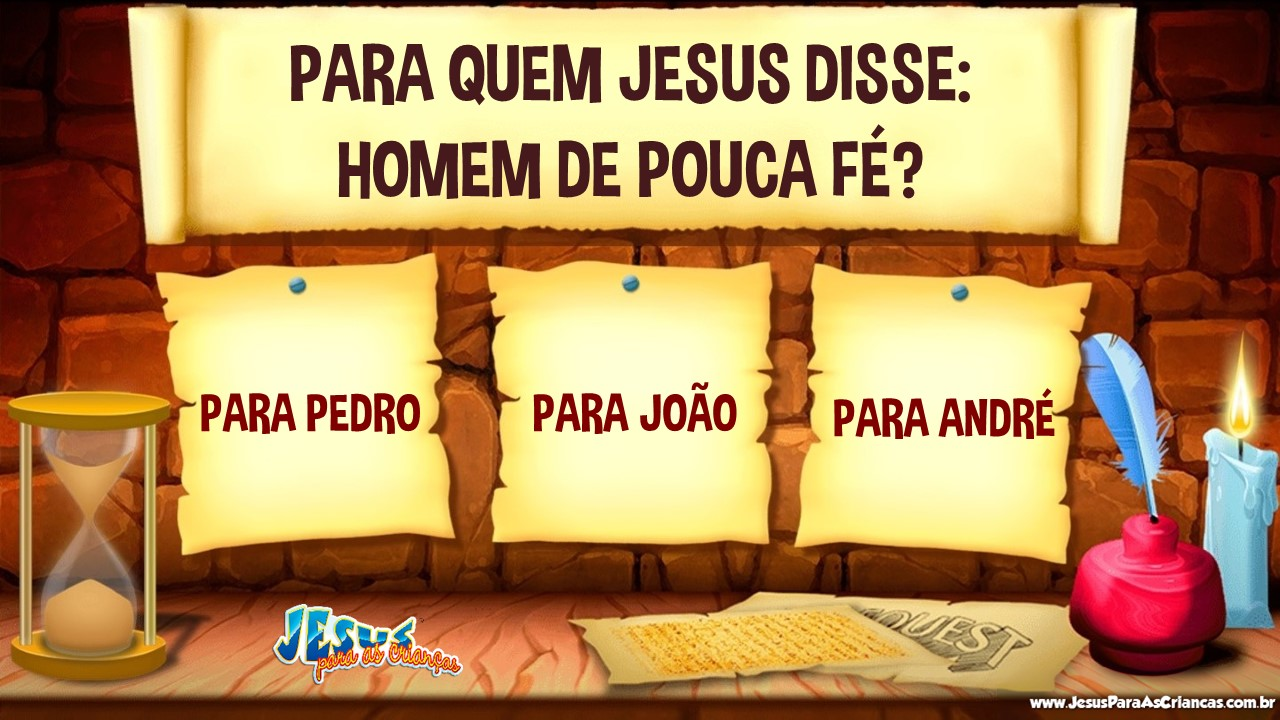 PARA QUEM JESUS DISSE:
HOMEM DE POUCA FÉ?
PARA PEDRO
PARA JOÃO
PARA ANDRÉ
JESUS
para as crianças
QUEST
www.JesusParaAsCriancas.com.br